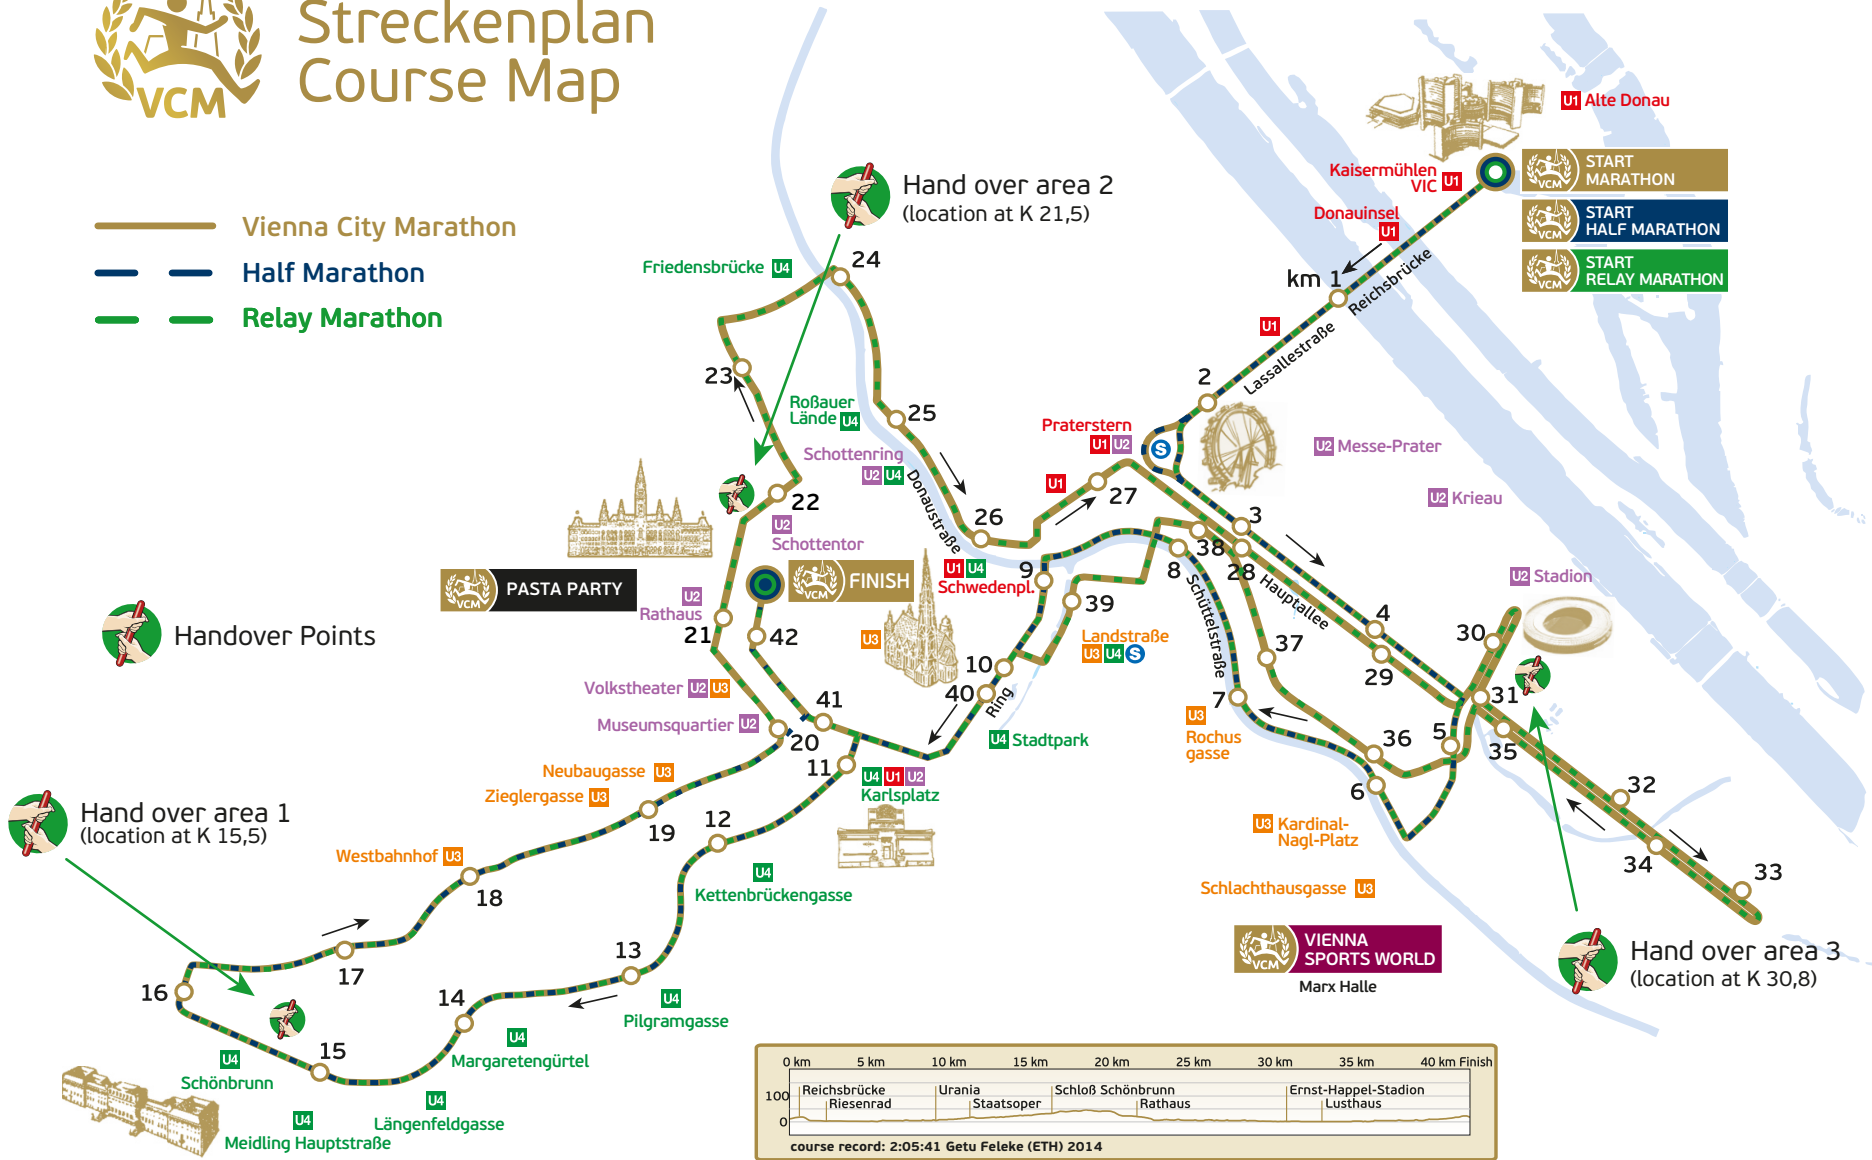 Streckenplan
Course Map
VCM
Vienna City Marathon
Half Marathon
Relay Marathon
Hand over area 2
(location at K 21,5)
U1 Alte Donau
Kaisermühlen
VIC U1
Donauinsel
U1
VCM START
MARATHON
VCM START
HALF MARATHON
VCM START
RELAY MARATHON
km 1
Reichsbrücke
U1
Lassallestraße
2
Friedensbrücke U4
24
23
Roßauer
Lände U4
25
Praterstern
U1 U2
S
U2 Messe-Prater
Schottenring
U2 U4
Donaustraße
U1
27
U2 Krieau
22
U2
Schottentor
26
3
38
28
8
Hauptallee
Schüttelstraße
U1 U4
Schwedenpl.
9
39
U2 Stadion
VCM PASTA PARTY
VCM FINISH
U2
Rathaus
21
42
U3
Landstraße
U3 U4 S
4
30
29
37
Handover Points
10
40
Ring
Volkstheater U2 U3
Museumsquartier U2
41
20
11
U4 Stadtpark
7
U3
Rochus
gasse
36
5
31
35
6
Neubaugasse U3
Zieglergasse U3
U4 U1 U2
Karlsplatz
Hand over area 1
(location at K 15,5)
19
12
32
34
33
U3 Kardinal-
Nagl-Platz
Westbahnhof U3
18
U4
Kettenbrückengasse
Schlachthausgasse U3
17
16
13
14
15
U4
Pilgramgasse
U4
Margaretengürtel
U4
Schönbrunn
U4
Längenfeldgasse
U4
Meidling Hauptstraße
VCM VIENNA
SPORTS WORLD
Marx Halle
Hand over area 3
(location at K 30,8)
0 km 5 km 10 km 15 km 20 km 25 km 30 km 35 km 40 km Finish
100
0
Reichsbrücke Urania Schloß Schönbrunn Ernst-Happel-Stadion
Riesenrad Staatsoper Rathaus Lusthaus
course record: 2:05:41 Getu Feleke (ETH) 2014